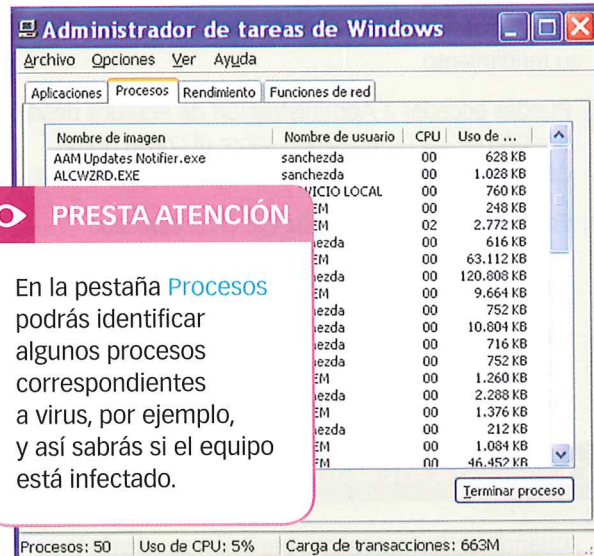 Administrador de tareas de Windows
Archivo Opciones Ver Ayuda
Aplicaciones Procesos Rendimiento Funciones de red
Nombre de imagen Nombre de usuario CPU Uso de ...
AAM Updates Notifier.exe sanchezda 00 628 KB
ALCWZRD.EXE sanchezda 00 1.028 KB
VICIO LOCAL 00 760 KB
EM 00 248 KB
EM 02 2.772 KB
ezda 00 616 KB
EM 00 63.112 KB
ezda 00 120.808 KB
EM 00 9.664 KB
ezda 00 752 KB
ezda 00 10.804 KB
ezda 00 716 KB
ezda 00 752 KB
EM 00 1.260 KB
ezda 00 2.288 KB
EM 00 1.376 KB
ezda 00 212 KB
EM 00 1.084 KB
EM 00 46.452 KB
PRESTA ATENCIÓN
En la pestaña Procesos
podrás identificar
algunos procesos
correspondientes
a virus, por ejemplo,
y así sabrás si el equipo
está infectado.
Terminar proceso
Procesos: 50 Uso de CPU: 5% Carga de transacciones: 663M